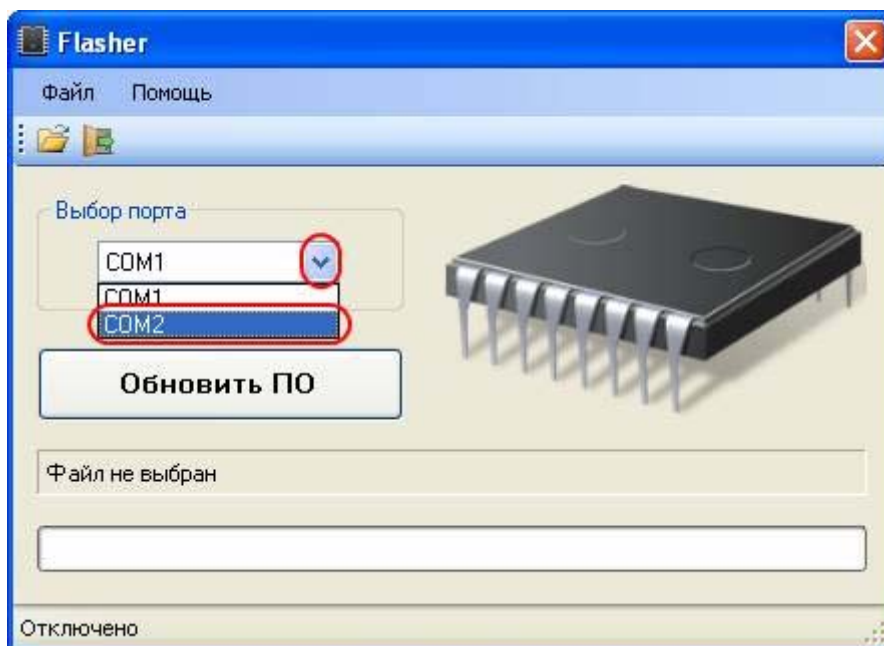 Flasher
Файл Помощь
Выбор порта
COM1
COM1
COM2
Обновить ПО
Файл не выбран
Отключено